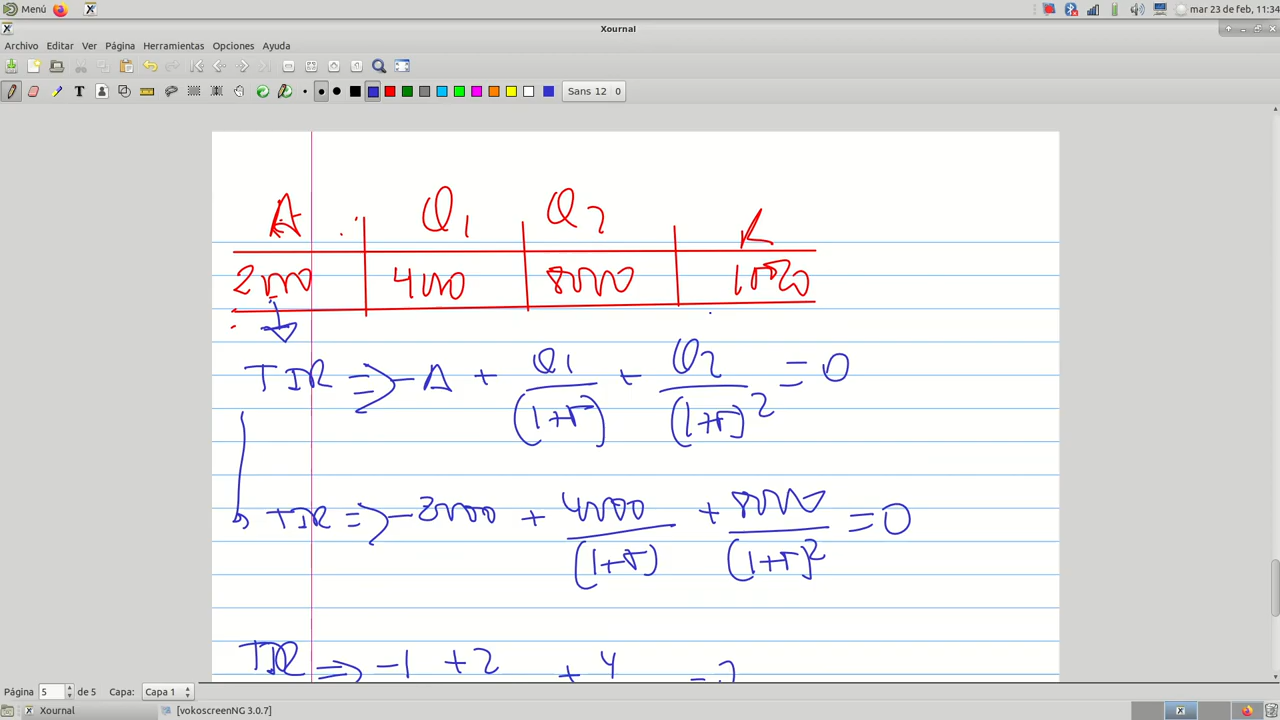 Menú mar 23 de feb, 11:34
Xournal
Archivo Editar Ver Página Herramientas Opciones Ayuda
Sans 12 0
A Q1 Q2 K
2000 4000 8000
TIR => -A + Q1/(1+r) + Q2/(1+r)² = 0
TIR => -2000 + 4000/(1+r) + 8000/(1+r)² = 0
TIR => -1 +2 +4 =
Página 5 de 5 Capa: Capa 1
Xournal [vokoscreenNG 3.0.7]